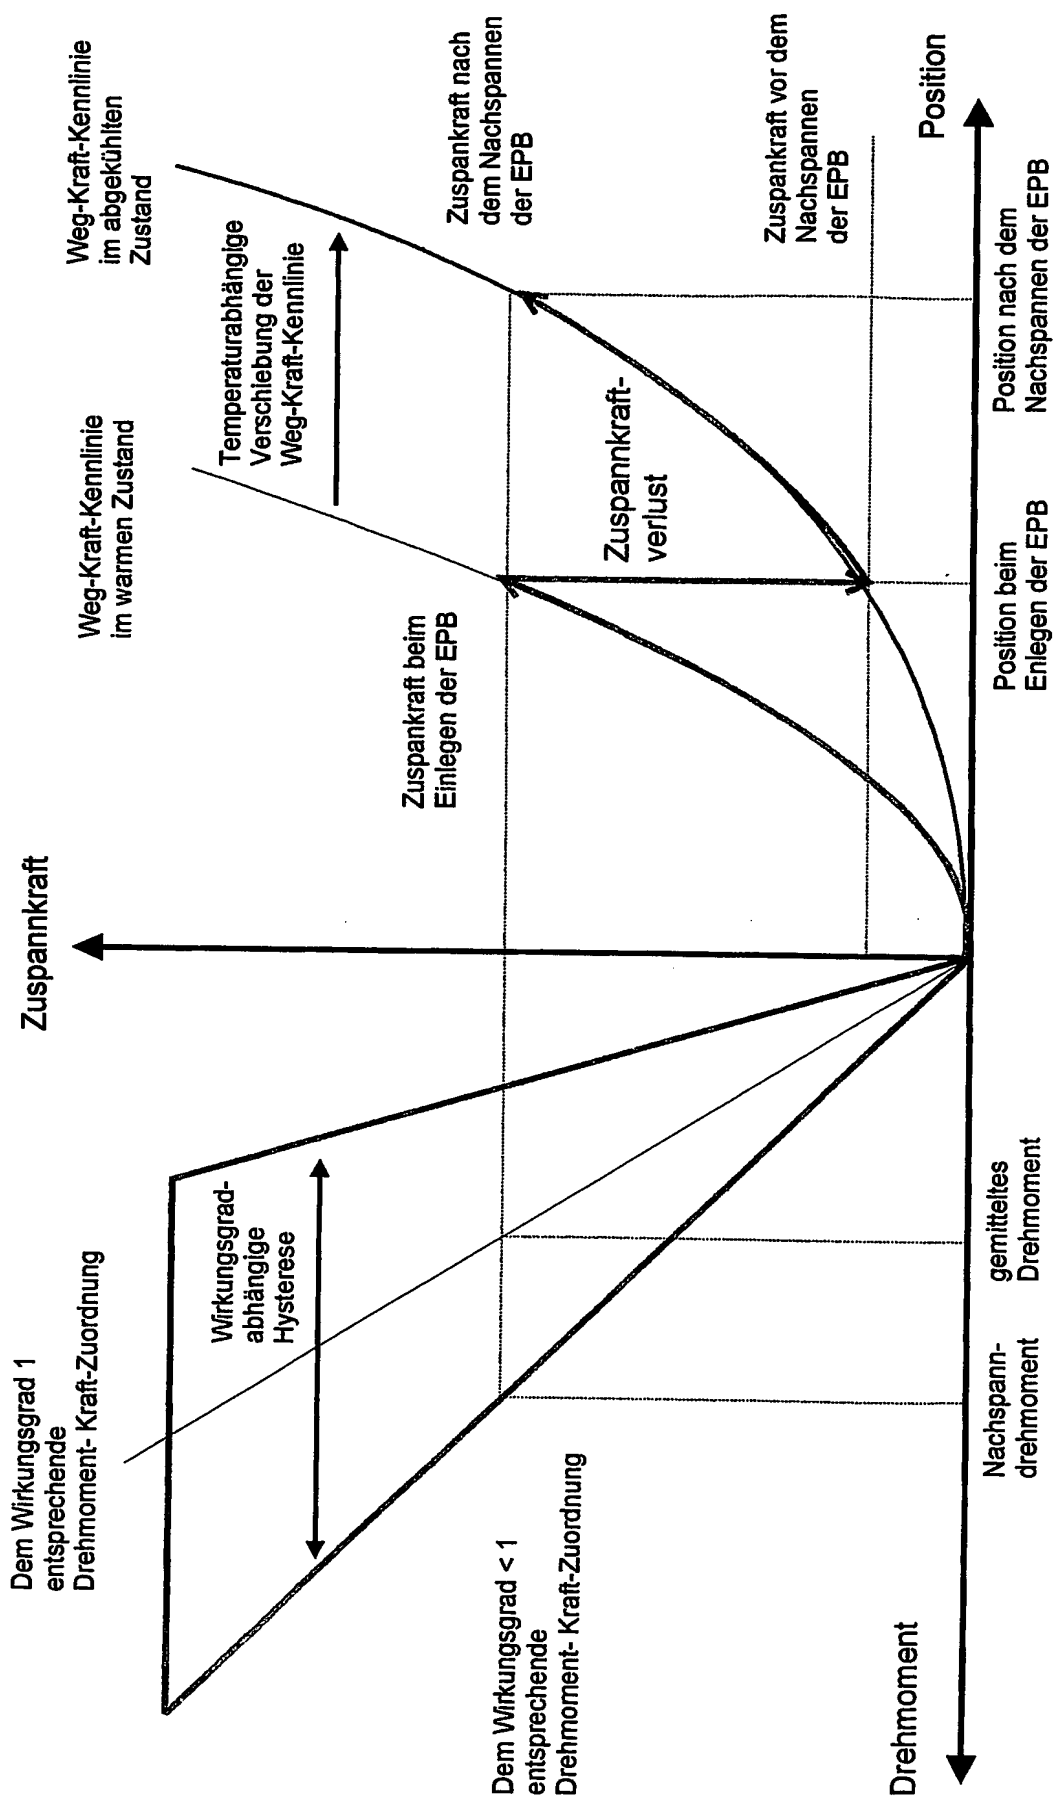 Dem Wirkungsgrad 1
entsprechende
Drehmoment- Kraft-Zuordnung
Zuspannkraft
Weg-Kraft-Kennlinie
im warmen Zustand
Weg-Kraft-Kennlinie
im abgekühlten
Zustand
Wirkungsgrad-
abhängige
Hysterese
Temperaturabhängige
Verschiebung der
Weg-Kraft-Kennlinie
Zuspankraft beim
Einlegen der EPB
Zuspankraft nach
dem Nachspannen
der EPB
Dem Wirkungsgrad < 1
entsprechende
Drehmoment- Kraft-Zuordnung
Zuspannkraft-
verlust
Zuspankraft vor dem
Nachspannen
der EPB
Drehmoment
Position
Nachspann-
drehmoment
gemitteltes
Drehmoment
Position beim
Enlegen der EPB
Position nach dem
Nachspannen der EPB